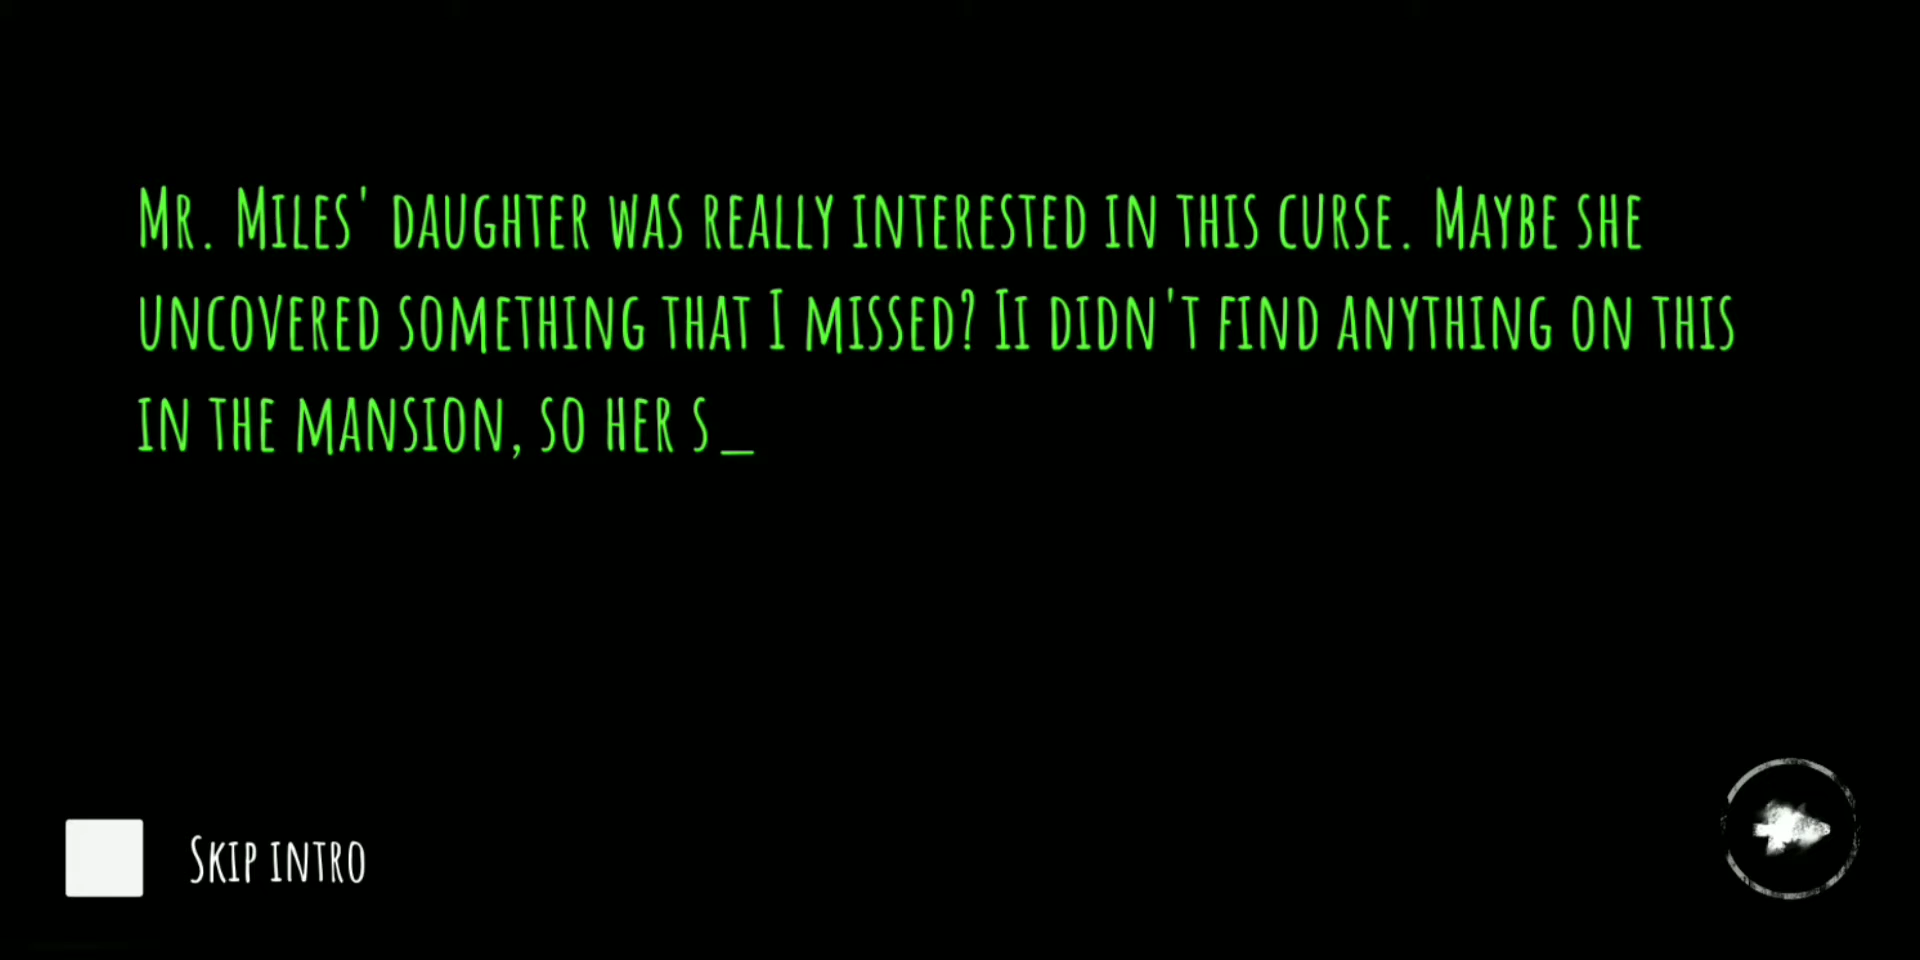 Mr. Miles' daughter was really interested in this curse. Maybe she
uncovered something that I missed? Ii didn't find anything on this
in the mansion, so her s_
Skip intro